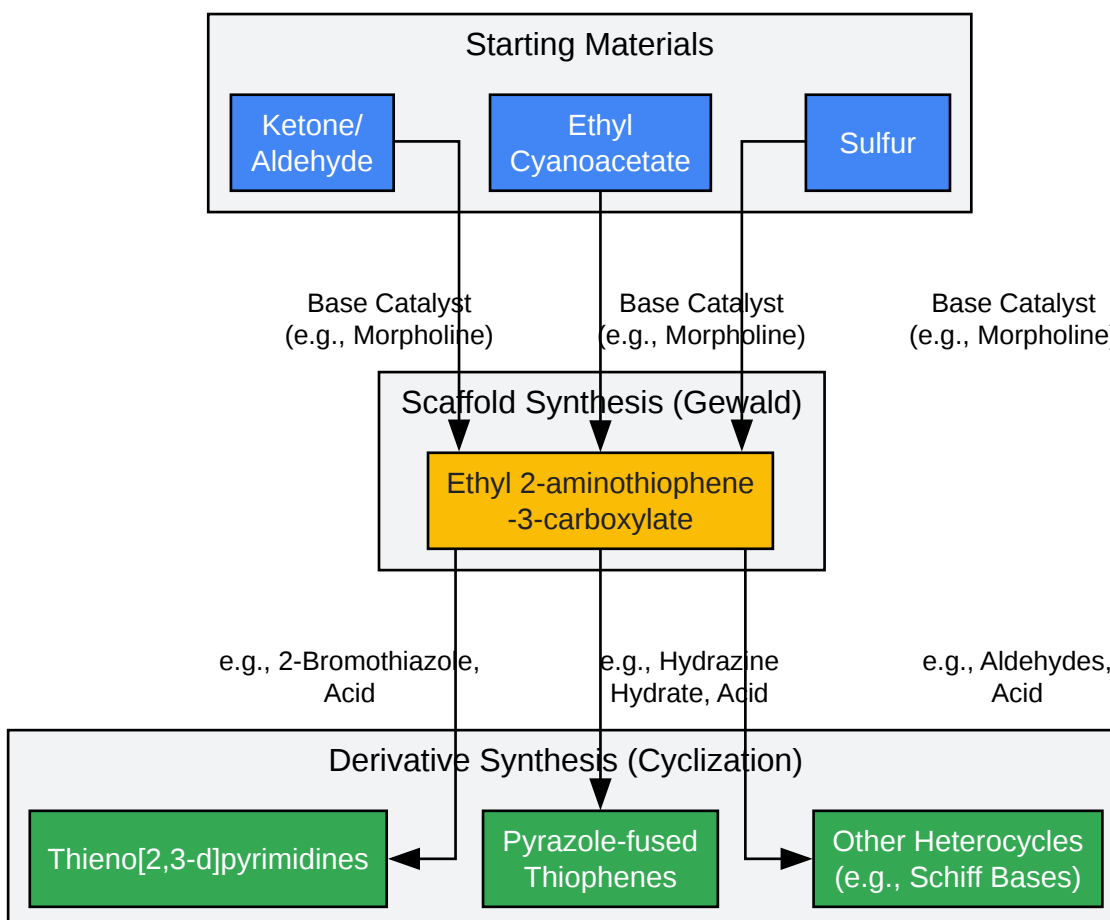 Starting Materials
Ketone/
Aldehyde
Ethyl
Cyanoacetate
Sulfur
Base Catalyst
(e.g., Morpholine)
Base Catalyst
(e.g., Morpholine)
Base Catalyst
(e.g., Morpholine)
Scaffold Synthesis (Gewald)
Ethyl 2-aminothiophene
-3-carboxylate
e.g., 2-Bromothiazole,
Acid
e.g., Hydrazine
Hydrate, Acid
e.g., Aldehydes,
Acid
Derivative Synthesis (Cyclization)
Thieno[2,3-d]pyrimidines
Pyrazole-fused
Thiophenes
Other Heterocycles
(e.g., Schiff Bases)